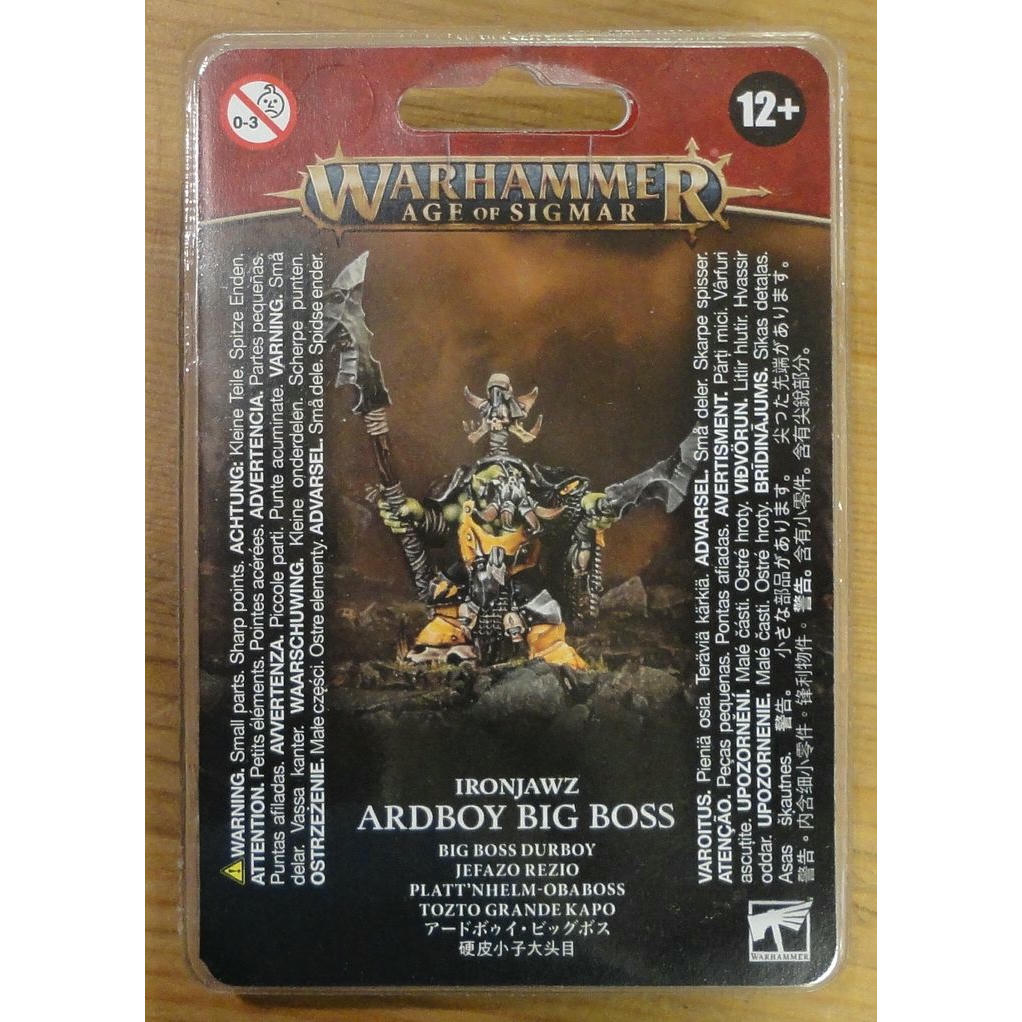 0-3
12+
WARHAMMER
AGE OF SIGMAR
WARNING. Small parts. Sharp points. ACHTUNG: Kleine Teile. Spitze Enden.
ATTENTION. Petits éléments. Pointes acérées. ADVERTENCIA. Partes pequeñas.
Puntas afiladas. AVVERTENZA. Piccole parti. Punte acuminate. VARNING. Små
delar. Vassa kanter. WAARSCHUWING. Kleine onderdelen. Scherpe punten.
OSTRZEŻENIE. Małe części. Ostre elementy. ADVARSEL. Små dele. Spidse ender.
VAROITUS. Pieniä osia. Teräviä kärkiä. ADVARSEL. Små deler. Skarpe spisser.
ATENÇÃO. Peças pequenas. Pontas afiadas. AVERTISMENT. Părți mici. Vârfuri
ascuțite. UPOZORNĚNÍ. Malé části. Ostré hroty. VIÐVÖRUN. Litlir hlutir. Hvassir
oddar. UPOZORNENIE. Malé časti. Ostré hroty. BRĪDINĀJUMS. Sīkas detaļas.
Asas šķautnes. 警告。 小さな部品があります。 尖った先端があります。
警告。内含细小零件。锋利物件。警告。含有小零件。含有尖銳部分。
IRONJAWZ
ARDBOY BIG BOSS
BIG BOSS DURBOY
JEFAZO REZIO
PLATT'NHELM-OBABOSS
TOZTO GRANDE KAPO
アードボゥイ・ビッグボス
硬皮小子大头目
WARHAMMER